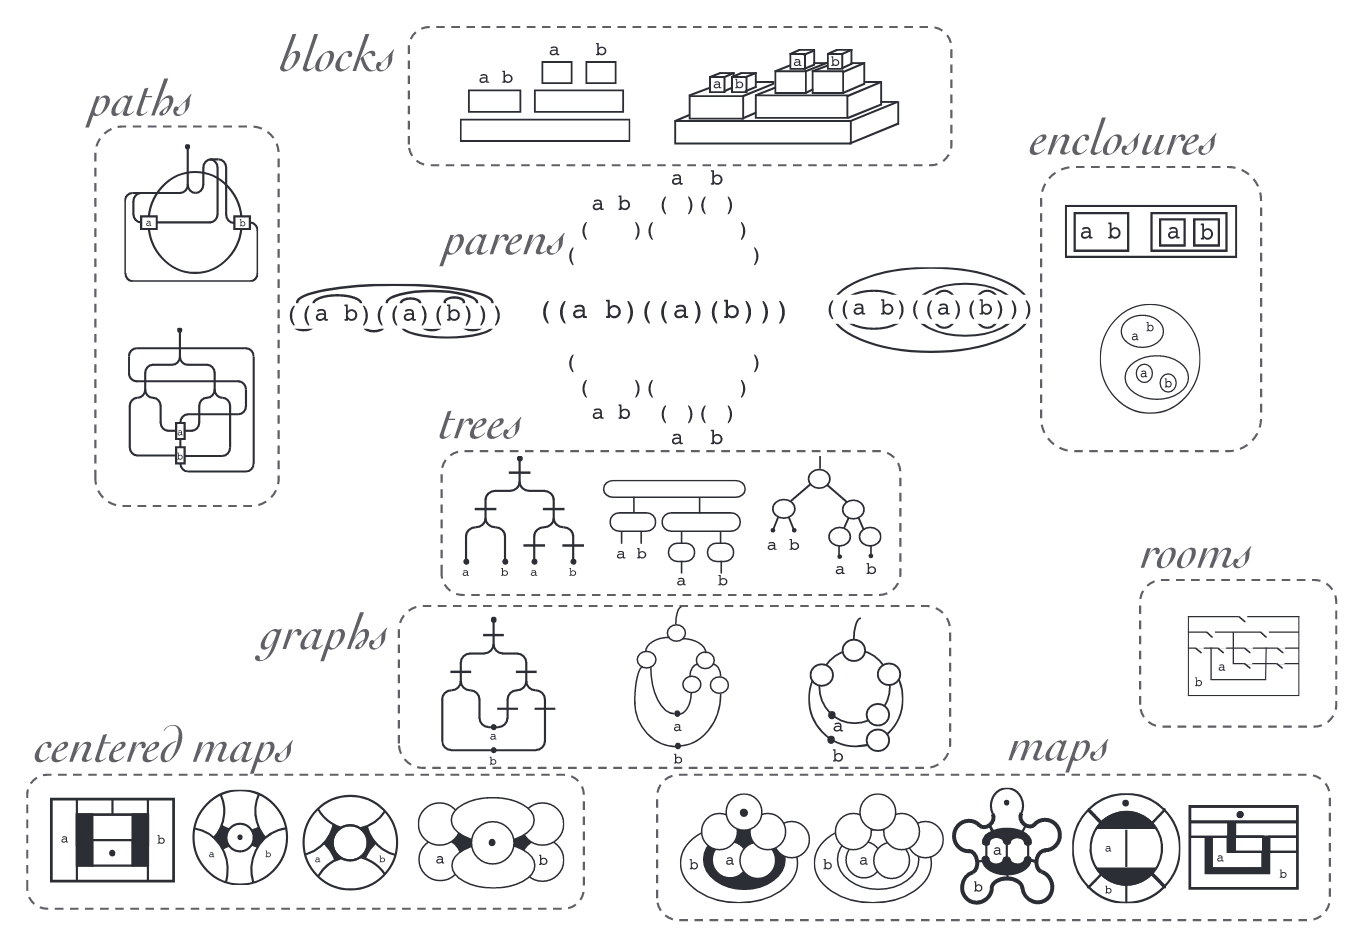 blocks
a b
a b
a b
a b
paths
a
b
a
b
enclosures
a b
a
b
a
b
a
b
parens
a b
a b ( )( )
( )( )
( )
((a b)((a)(b)))
((a b)((a)(b)))
((a b)((a)(b)))
( )
( )( )
a b ( )( )
a b
trees
a b a b
a b
a b
a b
a b
graphs
a
b
a
b
a
b
rooms
a
b
centered maps
a b
a b
a b
a b
maps
b a
b a
a
b
a
b
a
b